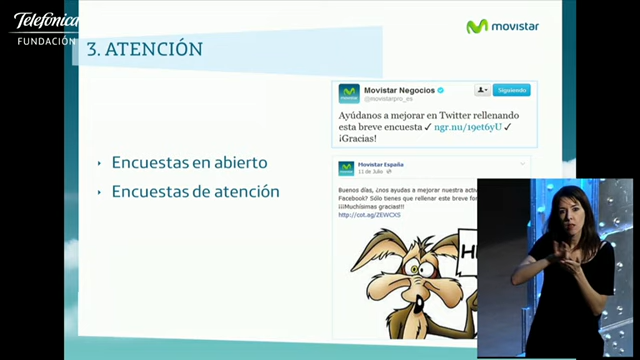 Telefónica
FUNDACIÓN
movistar
3. ATENCIÓN
Movistar Negocios
@movistarpro_es
Siguiendo
Ayúdanos a mejorar en Twitter rellenando
esta breve encuesta ✓ ngr.nu/19et6yU ✓
¡Gracias!
Encuestas en abierto
Encuestas de atención
Movistar España
11 de Julio
Buenos días, ¿nos ayudas a mejorar nuestra
Facebook? Sólo tienes que rellenar este breve
¡¡¡Muchísimas gracias!!!
http://cot.ag/ZEWCXS